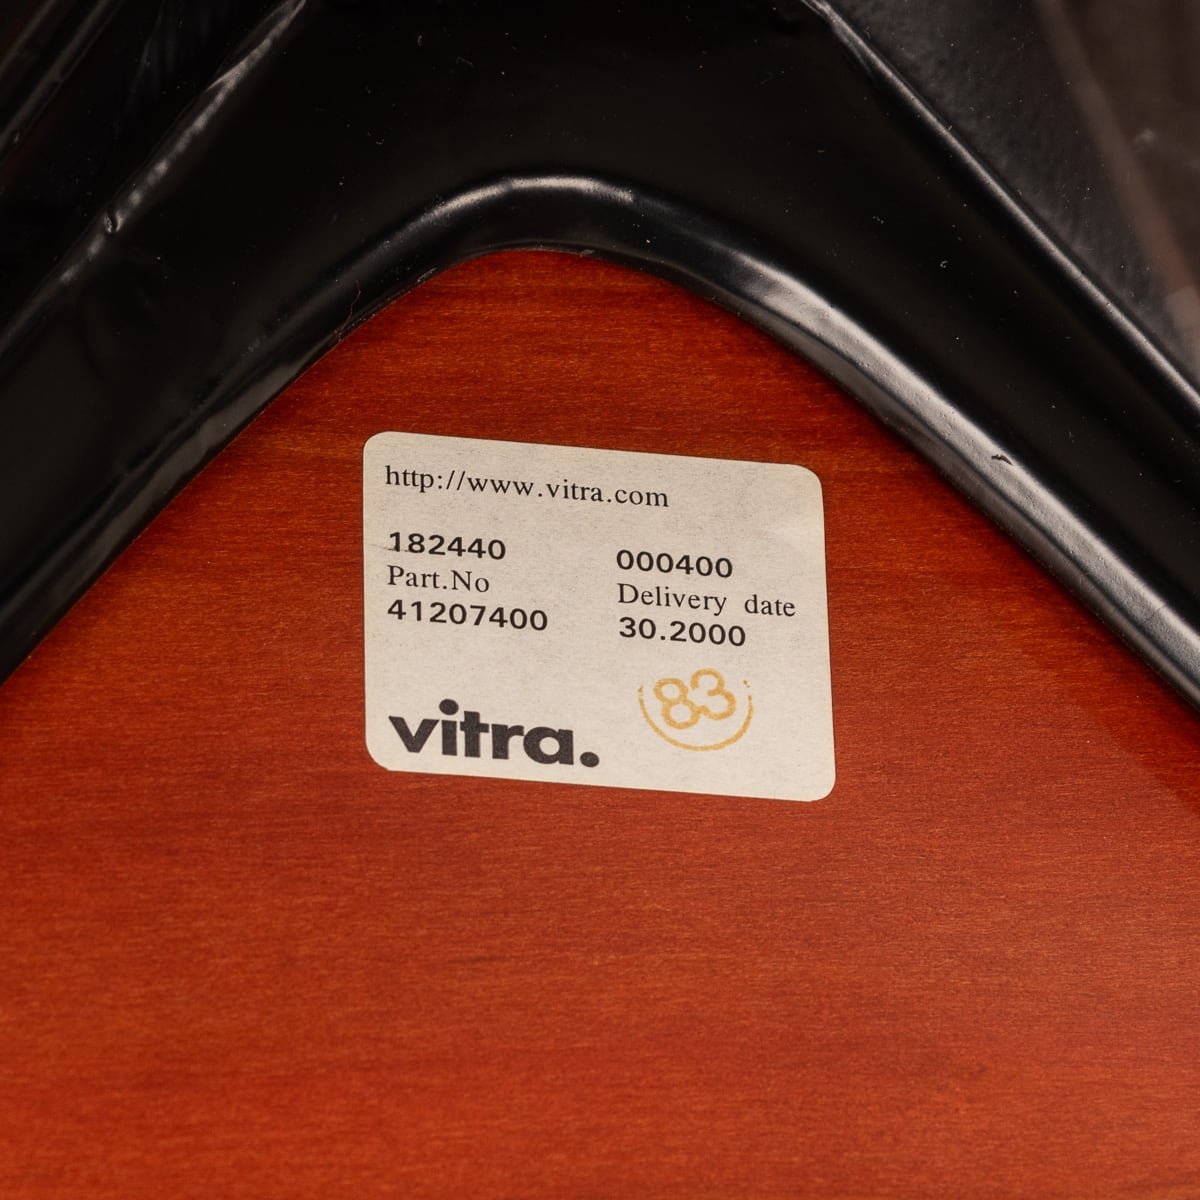 http://www.vitra.com
182440 000400
Part.No Delivery date
41207400 30.2000
83
vitra.